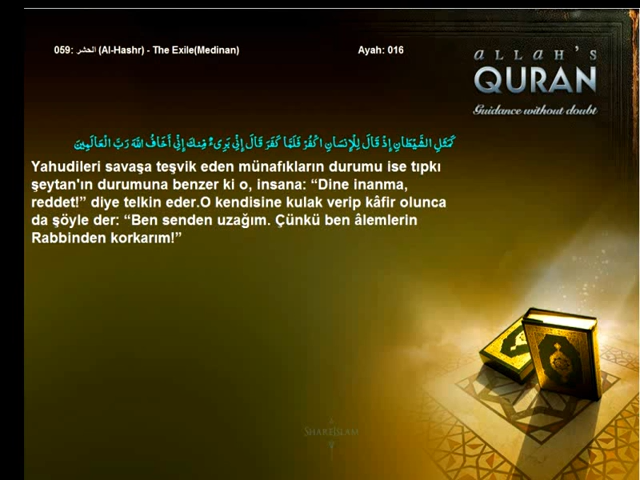 059: الحشر (Al-Hashr) - The Exile(Medinan) Ayah: 016
ALLAH'S
QURAN
Guidance without doubt
كَمَثَلِ الشَّيْطَانِ إِذْ قَالَ لِلْإِنسَانِ اكْفُرْ فَلَمَّا كَفَرَ قَالَ إِنِّي بَرِيءٌ مِّنكَ إِنِّي أَخَافُ اللَّهَ رَبَّ الْعَالَمِينَ
Yahudileri savaşa teşvik eden münafıkların durumu ise tıpkı
şeytan'ın durumuna benzer ki o, insana: “Dine inanma,
reddet!” diye telkin eder.O kendisine kulak verip kâfir olunca
da şöyle der: “Ben senden uzağım. Çünkü ben âlemlerin
Rabbinden korkarım!”
SHAREISLAM